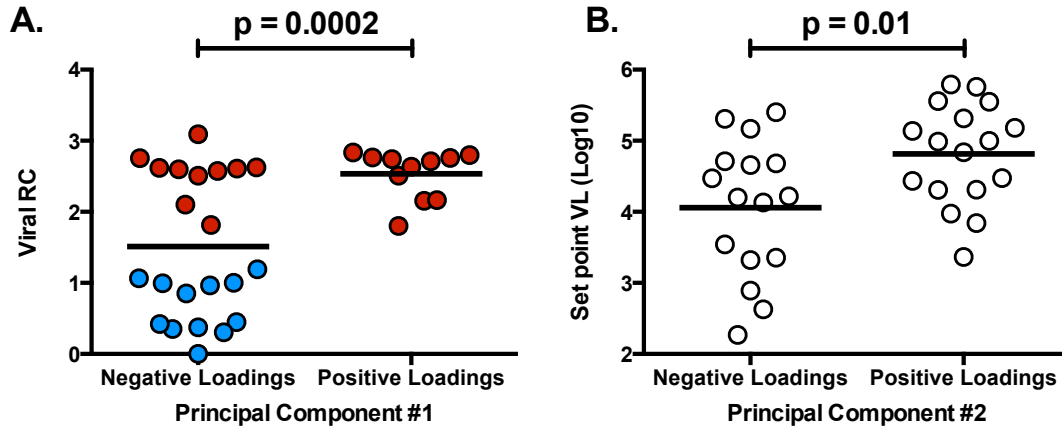 A.
p = 0.0002
Viral RC
4
3
2
1
0
Negative Loadings Positive Loadings
Principal Component #1
B.
p = 0.01
Set point VL (Log10)
6
5
4
3
2
Negative Loadings Positive Loadings
Principal Component #2